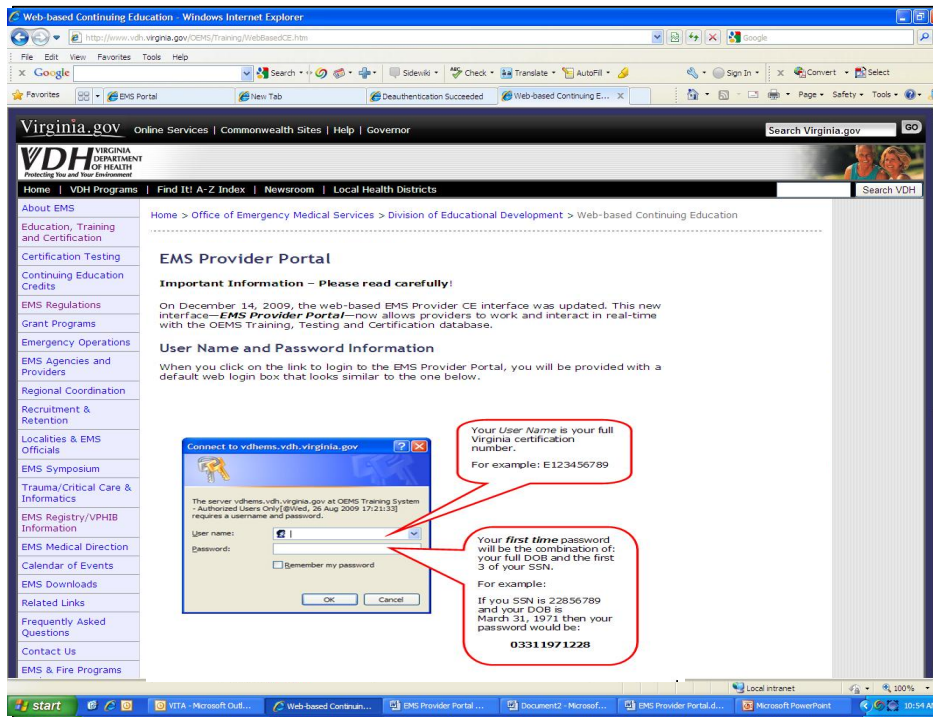 Web-based Continuing Education - Windows Internet Explorer
http://www.vdh.virginia.gov/OEMS/Training/WebBasedCE.htm
Google
File Edit View Favorites Tools Help
x Google Search Sidewiki Check Translate AutoFill Sign In x Convert Select
Favorites EMS Portal New Tab Deauthentication Succeeded Web-based Continuing E... X Page Safety Tools
Virginia.gov Online Services | Commonwealth Sites | Help | Governor Search Virginia.gov GO
VDH VIRGINIA
DEPARTMENT
OF HEALTH
Protecting You and Your Environment
Home | VDH Programs | Find It! A-Z Index | Newsroom | Local Health Districts Search VDH
About EMS
Education, Training
and Certification
Certification Testing
Continuing Education
Credits
EMS Regulations
Grant Programs
Emergency Operations
EMS Agencies and
Providers
Regional Coordination
Recruitment &
Retention
Localities & EMS
Officials
EMS Symposium
Trauma/Critical Care &
Informatics
EMS Registry/VPHIB
Information
EMS Medical Direction
Calendar of Events
EMS Downloads
Related Links
Frequently Asked
Questions
Contact Us
EMS & Fire Programs
Home > Office of Emergency Medical Services > Division of Educational Development > Web-based Continuing Education
EMS Provider Portal
Important Information – Please read carefully!
On December 14, 2009, the web-based EMS Provider CE interface was updated. This new
interface—EMS Provider Portal—now allows providers to work and interact in real-time
with the OEMS Training, Testing and Certification database.
User Name and Password Information
When you click on the link to login to the EMS Provider Portal, you will be provided with a
default web login box that looks similar to the one below.
Connect to vdhems.vdh.virginia.gov
The server vdhems.vdh.virginia.gov at OEMS Training System
- Authorized Users Only[@Wed, 26 Aug 2009 17:21:33]
requires a username and password.
User name:
Password:
Remember my password
OK Cancel
Your User Name is your full
Virginia certification
number.
For example: E123456789
Your first time password
will be the combination of:
your full DOB and the first
3 of your SSN.
For example:
If you SSN is 22856789
and your DOB is
March 31, 1971 then your
password would be:
03311971228
Local intranet 100%
start VITA - Microsoft Outl... Web-based Continuin... EMS Provider Portal ... Document2 - Microsof... EMS Provider Portal.d... Microsoft PowerPoint 10:54 A